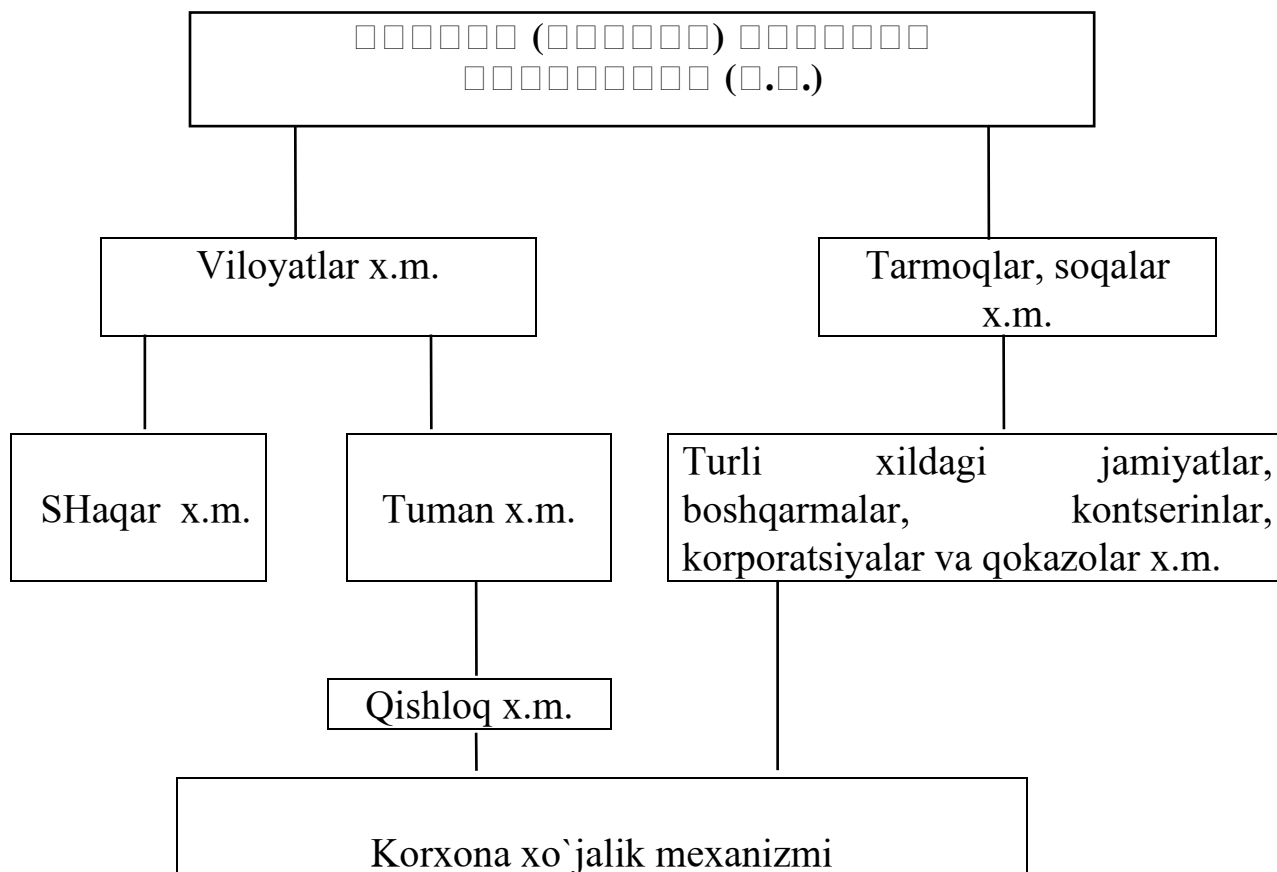 Viloyatlar x.m.
Tarmoqlar, soqalar
x.m.
SHaqar x.m.
Tuman x.m.
Turli xildagi jamiyatlar,
boshqarmalar, kontserinlar,
korporatsiyalar va qokazolar x.m.
Qishloq x.m.
Korxona xo`jalik mexanizmi